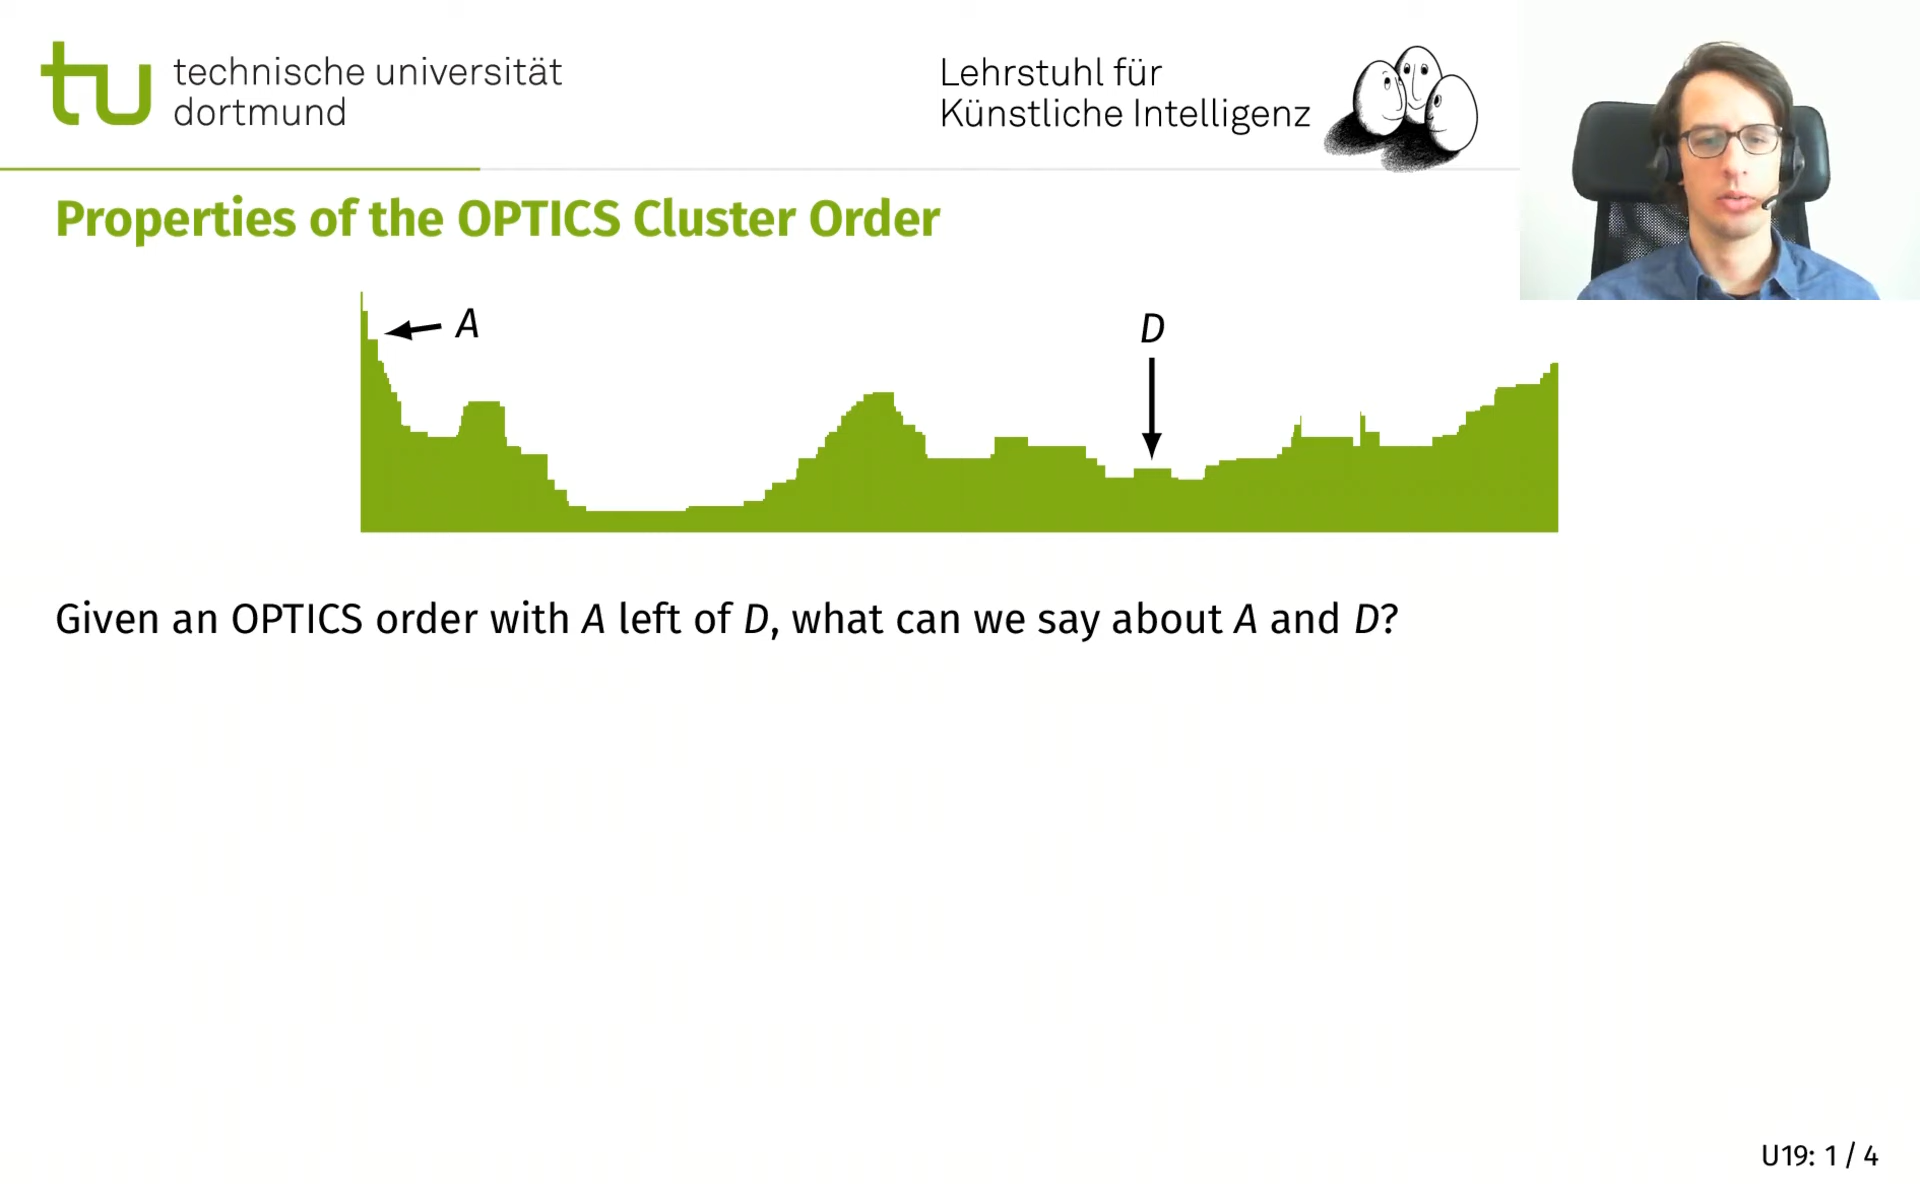 technische universität
dortmund
Lehrstuhl für
Künstliche Intelligenz
Properties of the OPTICS Cluster Order
A
D
Given an OPTICS order with A left of D, what can we say about A and D?
U19: 1 / 4